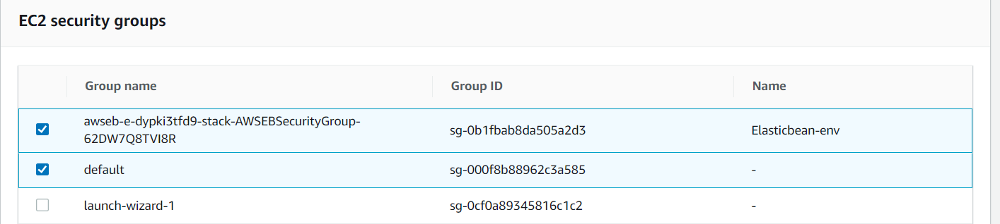 EC2 security groups
Group name Group ID Name
awseb-e-dypki3tfd9-stack-AWSEBSecurityGroup-
62DW7Q8TVI8R sg-0b1fbab8da505a2d3 Elasticbean-env
default sg-000f8b88962c3a585 -
launch-wizard-1 sg-0cf0a89345816c1c2 -